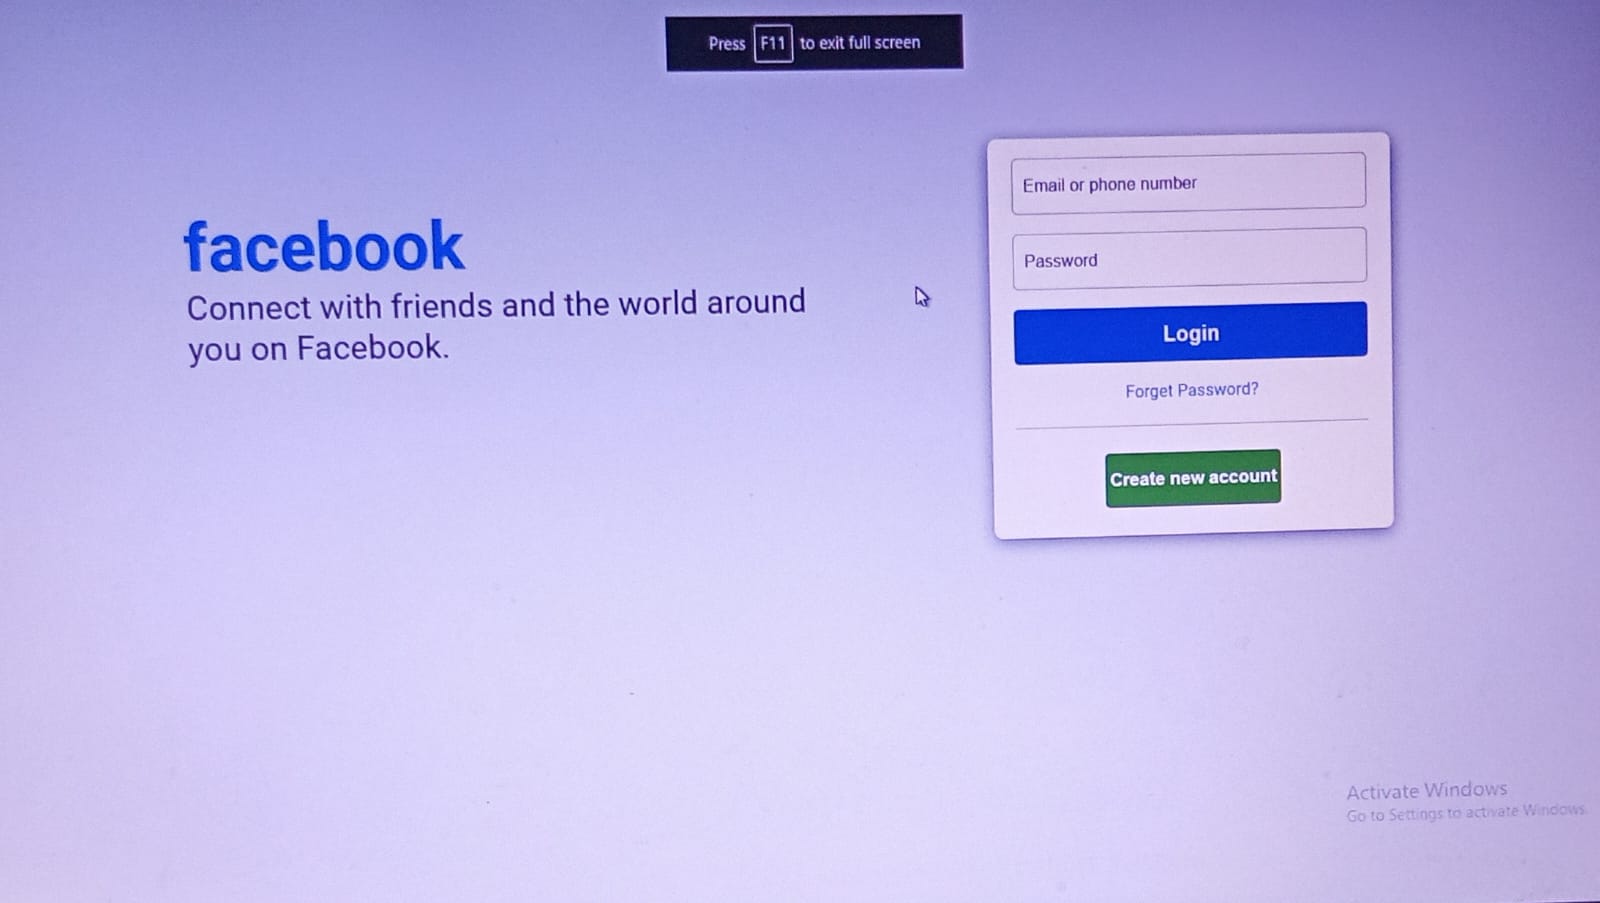 Press F11 to exit full screen
facebook
Connect with friends and the world around
you on Facebook.
Email or phone number
Password
Login
Forget Password?
Create new account
Activate Windows
Go to Settings to activate Windows.